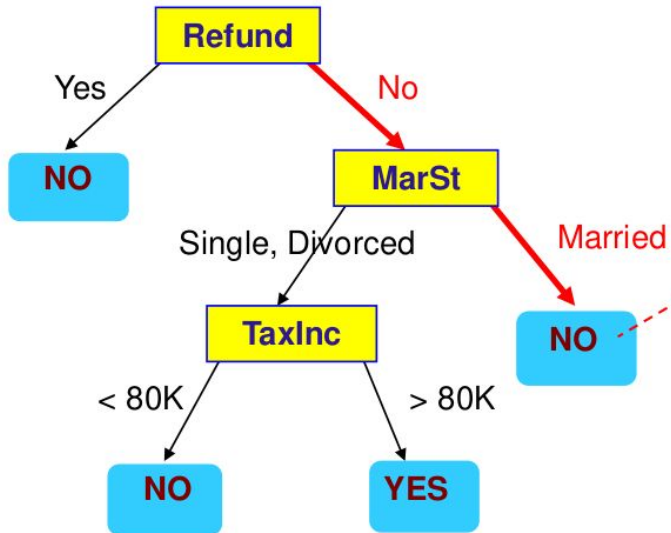 Refund
Yes
No
NO
MarSt
Single, Divorced
Married
TaxInc
NO
< 80K
> 80K
NO
YES